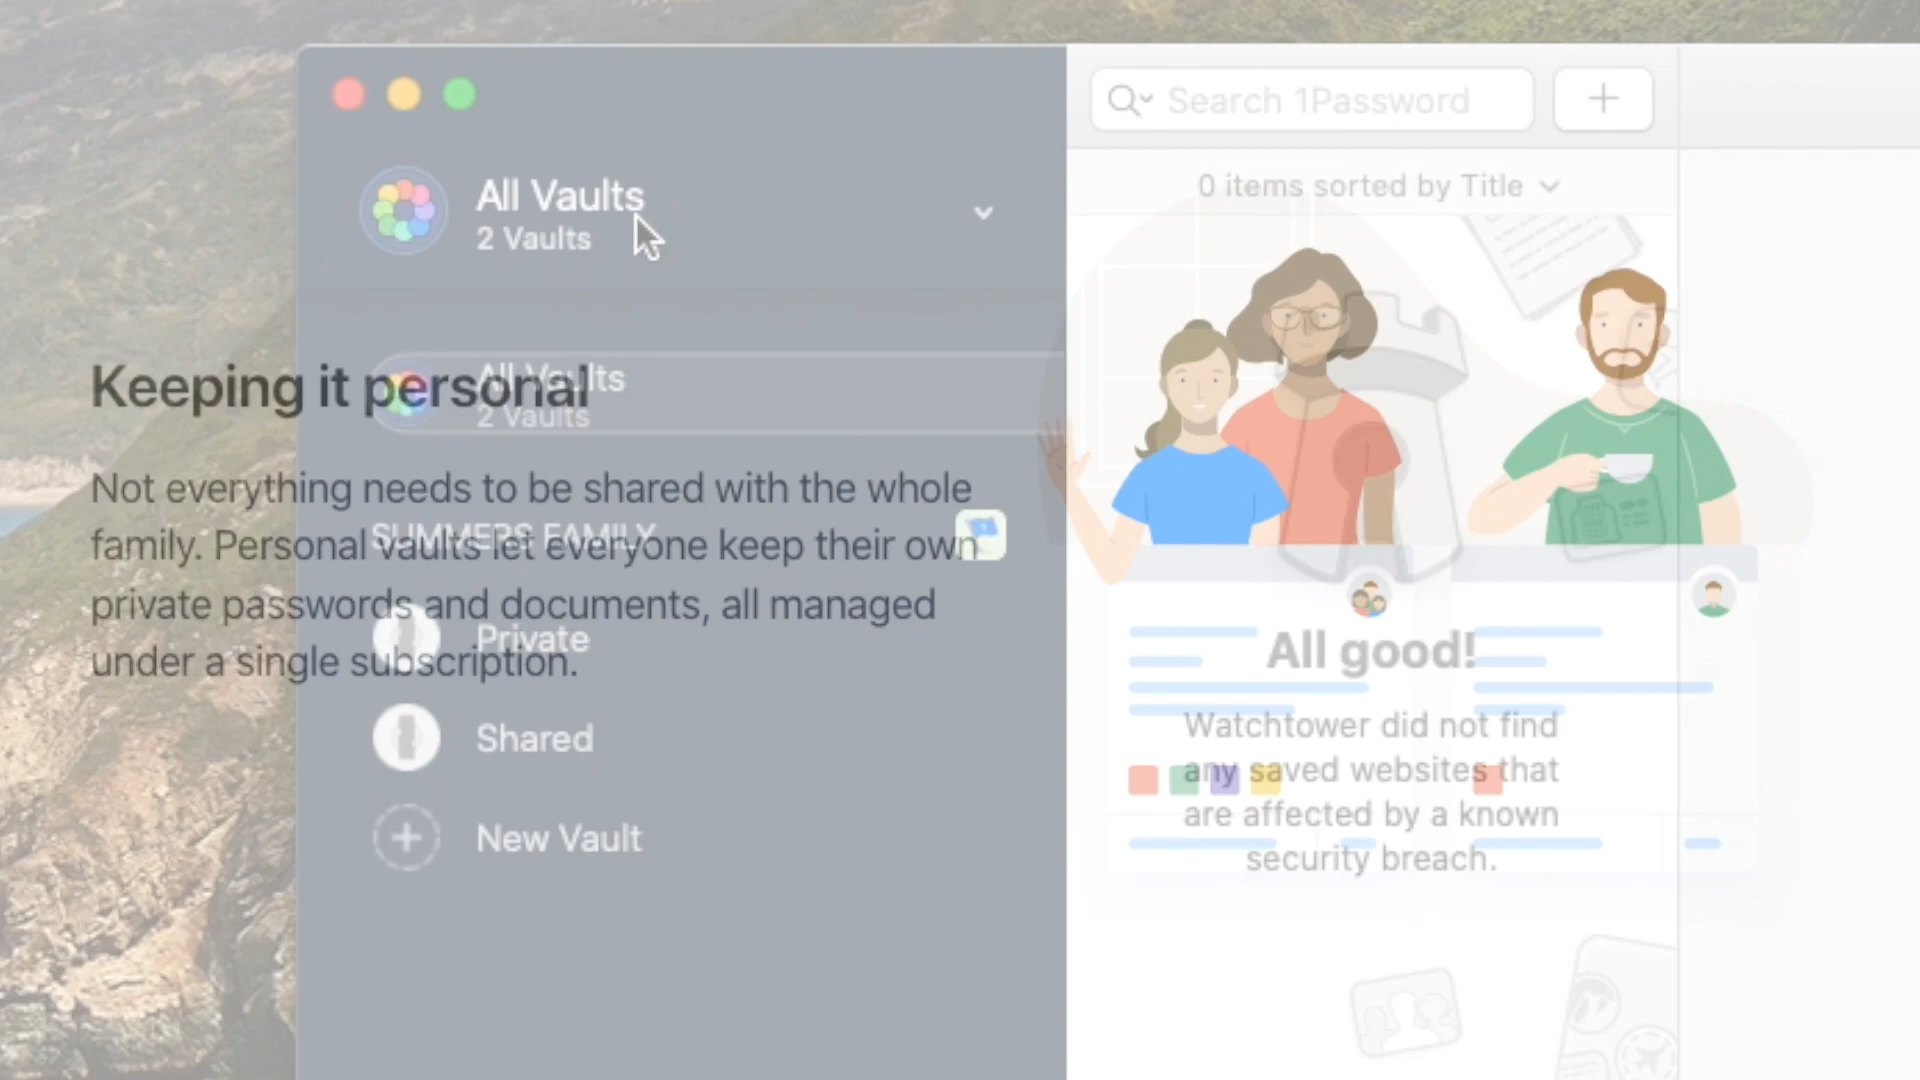 Search 1Password
All Vaults
2 Vaults
0 items sorted by Title
All Vaults
2 Vaults
Keeping it personal
Not everything needs to be shared with the whole
family. Personal vaults let everyone keep their own
private passwords and documents, all managed
under a single subscription.
SUMMERS FAMILY
Private
Shared
New Vault
All good!
Watchtower did not find
any saved websites that
are affected by a known
security breach.